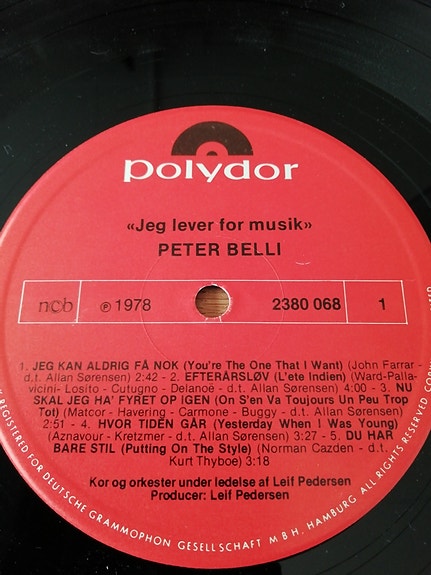 polydor
«Jeg lever for musik»
PETER BELLI
ncb ℗ 1978 2380 068 1
1. JEG KAN ALDRIG FÅ NOK (You're The One That I Want) (John Farrar -
d.t. Allan Sørensen) 2:42 - 2. EFTERÅRSLØV (L'ete Indien) (Ward-Palla-
vicini- Losito - Cutugno - Delanoë - d.t. Allan Sørensen) 4:00 - 3. NU
SKAL JEG HA' FYRET OP IGEN (On S'en Va Toujours Un Peu Trop
Tot) (Matcor - Havering - Carmone - Buggy - d.t. Allan Sørensen)
2:51 - 4. HVOR TIDEN GÅR (Yesterday When I Was Young)
(Aznavour - Kretzmer - d.t. Allan Sørensen) 3:27 - 5. DU HAR
BARE STIL (Putting On The Style) (Norman Cazden - d.t.
Kurt Thyboe) 3:18
Kor og orkester under ledelse af Leif Pedersen
Producer: Leif Pedersen
REGISTERED FOR DEUTSCHE GRAMMOPHON GESELLSCHAFT M B H, HAMBURG ALL RIGHTS RESERVED